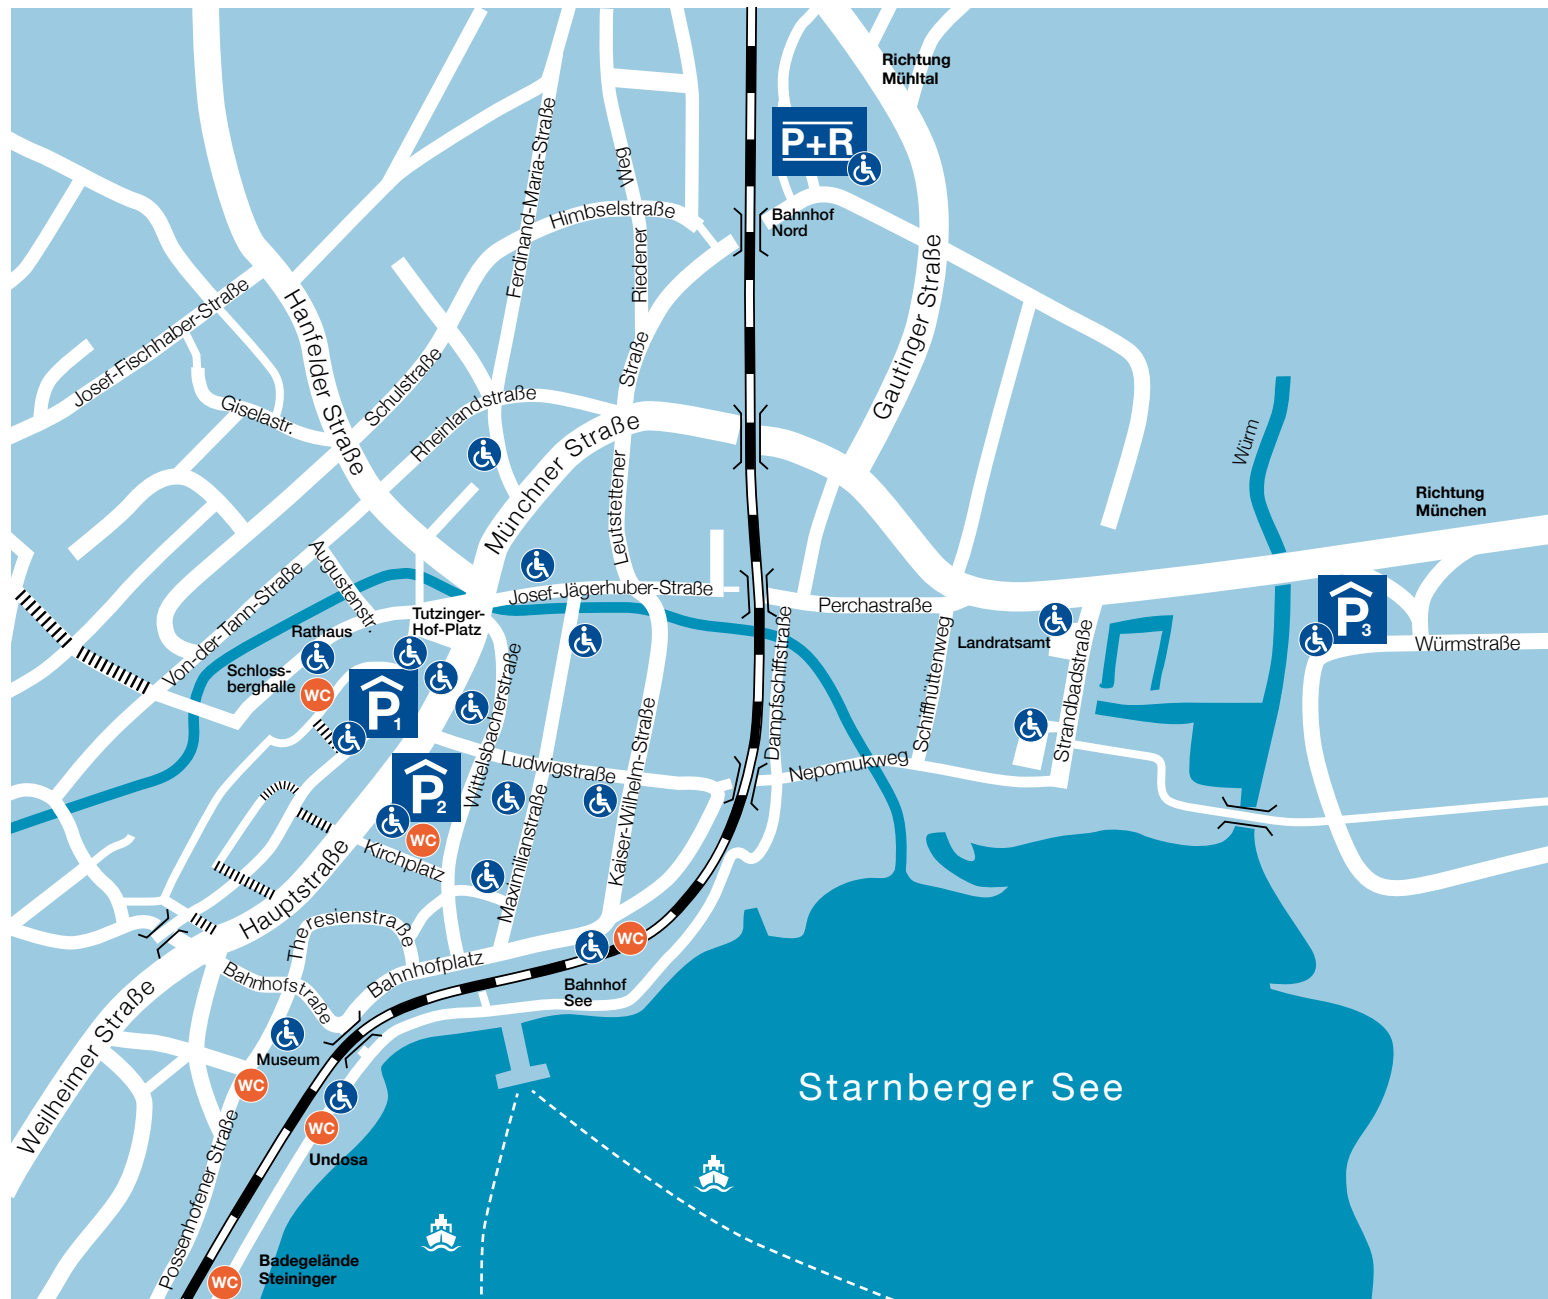 Richtung
Mühltal
P+R
Bahnhof
Nord
Ferdinand-Maria-Straße
Weg
Riedener
Himbselstraße
Straße
Gautinger Straße
Josef-Fischhaber-Straße
Hanfelder Straße
Schulstraße
Giselastr.
Rheinlandstraße
Münchner Straße
Leutstettener
Würm
Richtung
München
Augustenstr.
Von-der-Tann-Straße
Josef-Jägerhuber-Straße
Tutzinger-
Hof-Platz
Rathaus
Schloss-
berghalle
WC
P1
P2
WC
Perchastraße
Landratsamt
P3
Würmstraße
Dampfschiffstraße
Schiffhüttenweg
Strandbadstraße
Nepomukweg
Wittelsbacherstraße
Ludwigstraße
Maximilianstraße
Kaiser-Wilhelm-Straße
Kirchplatz
Hauptstraße
Theresienstraße
Bahnhofplatz
Bahnhofstraße
WC
Bahnhof
See
Weilheimer Straße
Museum
WC
WC
Undosa
Possenhofener Straße
Starnberger See
Badegelände
Steininger
WC